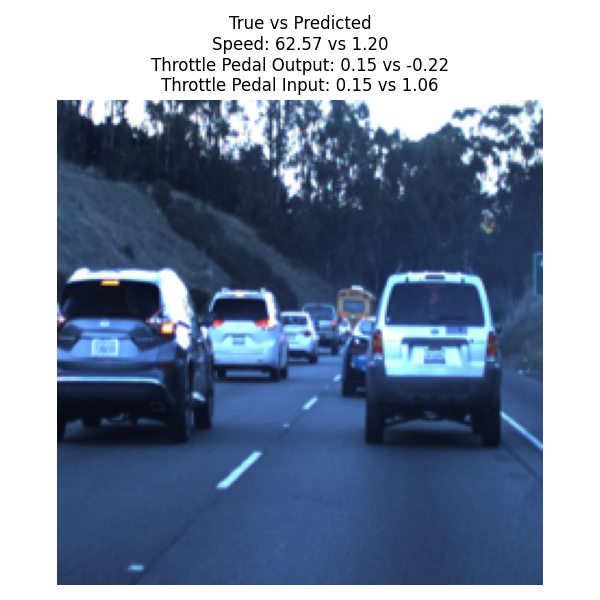 True vs Predicted
Speed: 62.57 vs 1.20
Throttle Pedal Output: 0.15 vs -0.22
Throttle Pedal Input: 0.15 vs 1.06